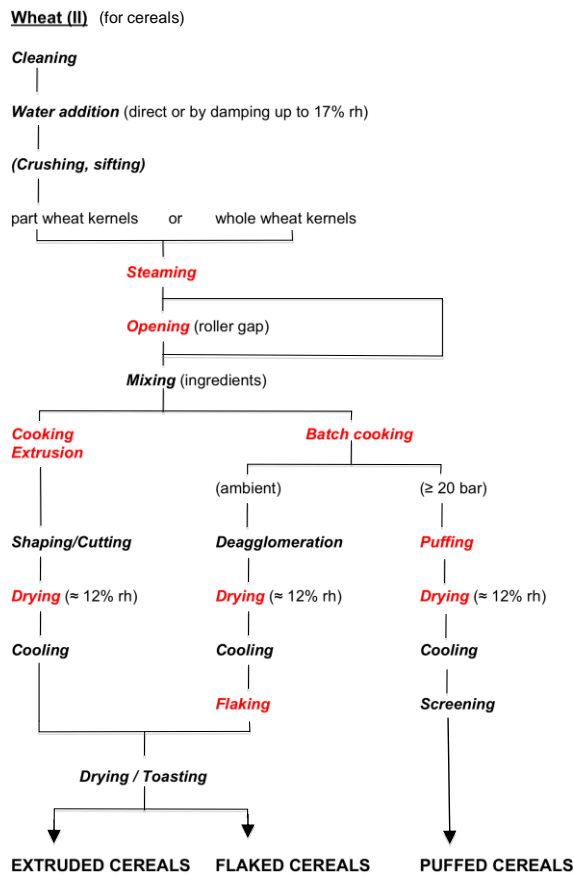 Wheat (II) (for cereals)
Cleaning
Water addition (direct or by damping up to 17% rh)
(Crushing, sifting)
part wheat kernels or whole wheat kernels
Steaming
Opening (roller gap)
Mixing (ingredients)
Cooking Extrusion
Batch cooking
(ambient) (≥ 20 bar)
Shaping/Cutting Deagglomeration Puffing
Drying (≈ 12% rh) Drying (≈ 12% rh) Drying (≈ 12% rh)
Cooling Cooling Cooling
Flaking Screening
Drying / Toasting
EXTRUDED CEREALS FLAKED CEREALS PUFFED CEREALS